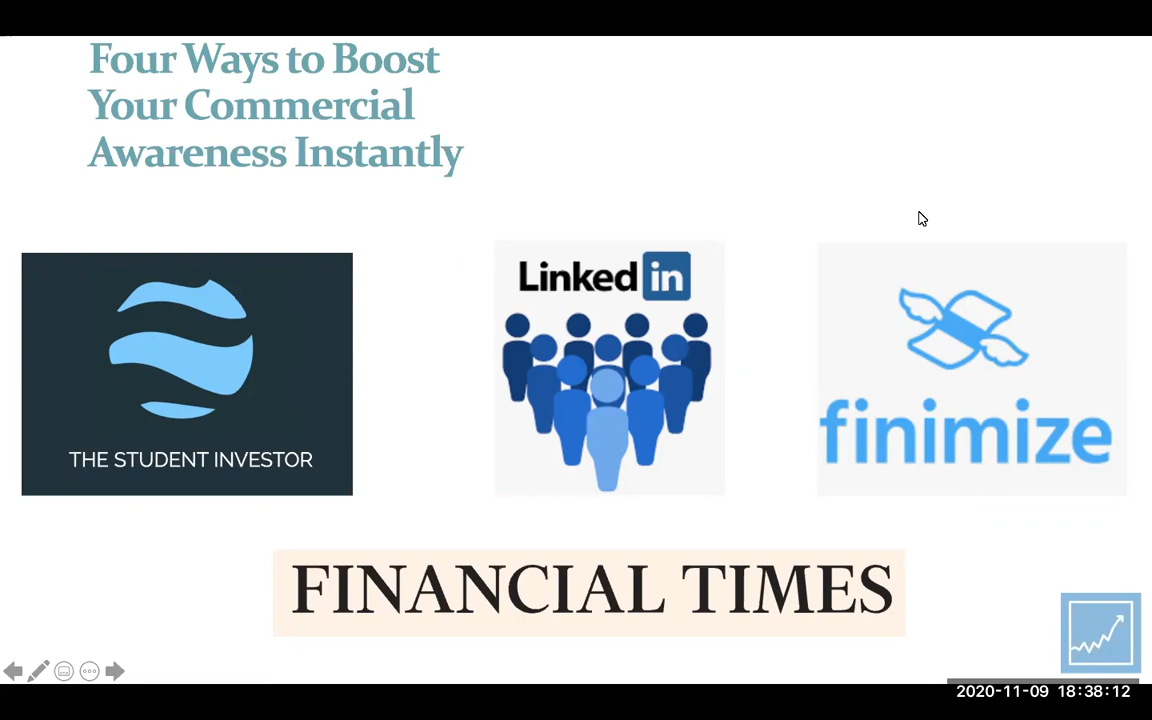 Four Ways to Boost
Your Commercial
Awareness Instantly
THE STUDENT INVESTOR
Linked in
finimize
FINANCIAL TIMES
2020-11-09 18:38:12